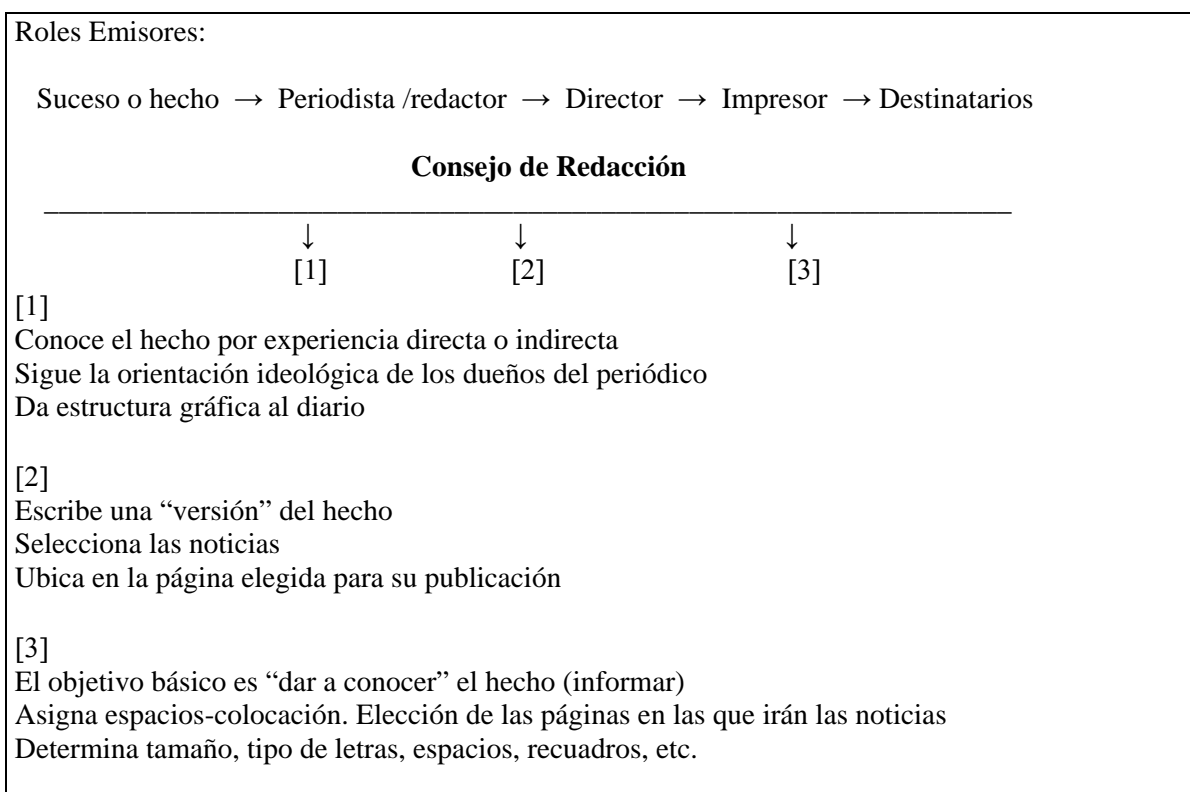 Roles Emisores:
Suceso o hecho → Periodista /redactor → Director → Impresor → Destinatarios
Consejo de Redacción
___________________________________________________________________
↓ ↓ ↓
[1] [2] [3]
[1]
Conoce el hecho por experiencia directa o indirecta
Sigue la orientación ideológica de los dueños del periódico
Da estructura gráfica al diario
[2]
Escribe una “versión” del hecho
Selecciona las noticias
Ubica en la página elegida para su publicación
[3]
El objetivo básico es “dar a conocer” el hecho (informar)
Asigna espacios-colocación. Elección de las páginas en las que irán las noticias
Determina tamaño, tipo de letras, espacios, recuadros, etc.